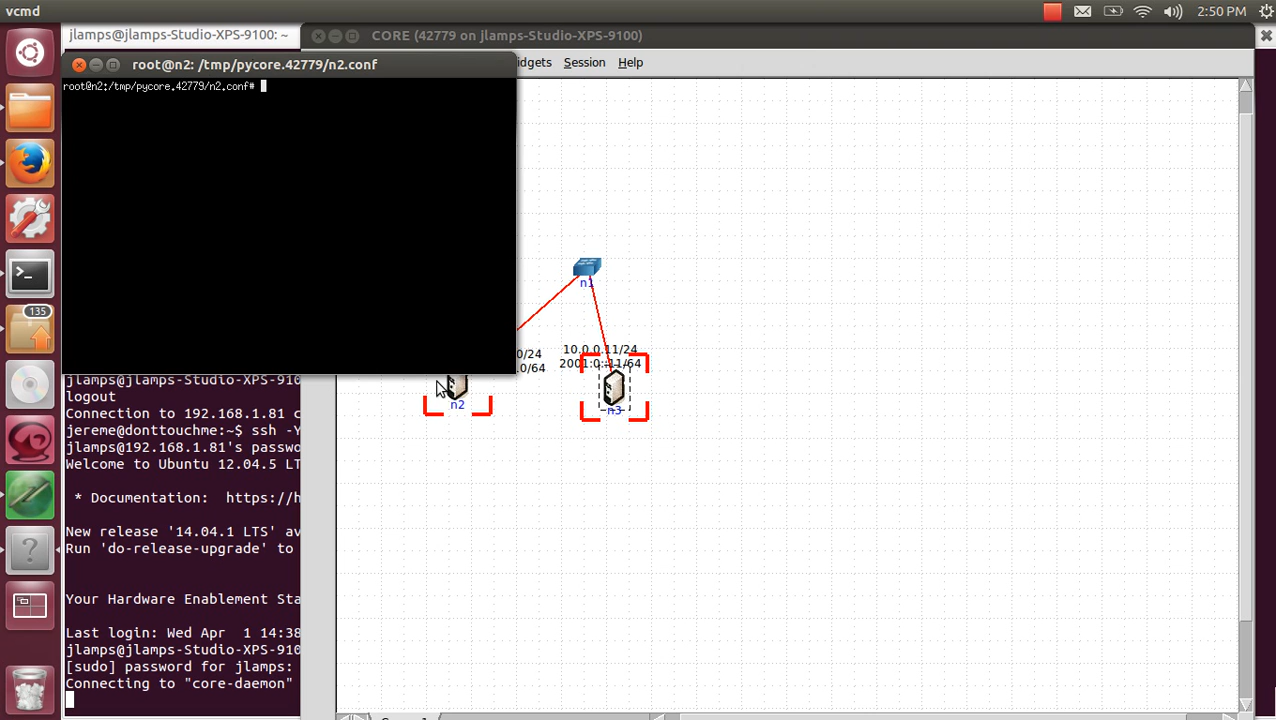 vcmd
2:50 PM
jlamps@jlamps-Studio-XPS-9100: ~
CORE (42779 on jlamps-Studio-XPS-9100)
root@n2: /tmp/pycore.42779/n2.conf
idgets Session Help
root@n2:/tmp/pycore.42779/n2.conf#
n1
135
0/24
.0/64
10.0.0.11/24
2001:0::11/64
n2
n3
jlamps@jlamps-Studio-XPS-910
logout
Connection to 192.168.1.81 c
jereme@donttouchme:~$ ssh -Y
jlamps@192.168.1.81's passwo
Welcome to Ubuntu 12.04.5 LT
* Documentation: https://h
New release '14.04.1 LTS' av
Run 'do-release-upgrade' to
Your Hardware Enablement Sta
Last login: Wed Apr 1 14:38
jlamps@jlamps-Studio-XPS-910
[sudo] password for jlamps:
Connecting to "core-daemon"